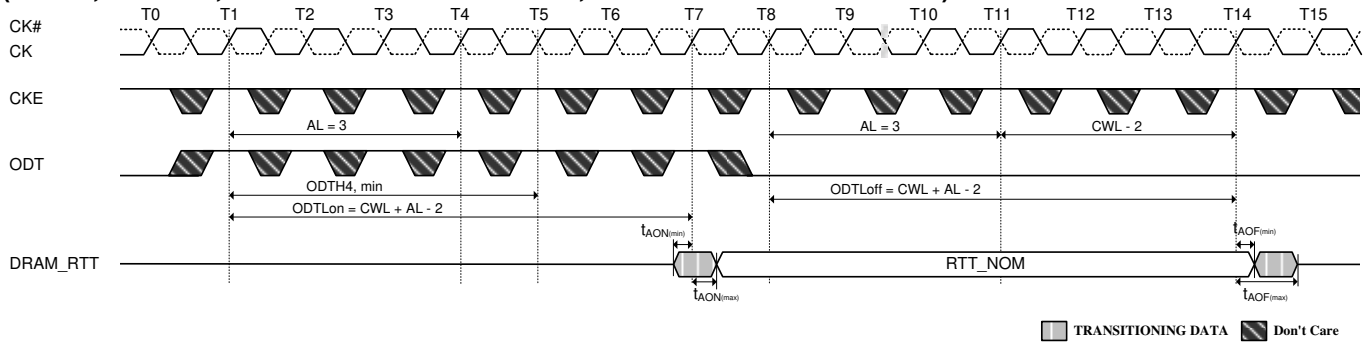 T0 T1 T2 T3 T4 T5 T6 T7 T8 T9 T10 T11 T12 T13 T14 T15
CK#
CK
CKE
AL = 3
AL = 3
CWL - 2
ODT
ODTH4, min
ODTLoff = CWL + AL - 2
ODTLon = CWL + AL - 2
tAON(min)
tAOF(min)
DRAM_RTT
RTT_NOM
tAON(max)
tAOF(max)
TRANSITIONING DATA
Don't Care